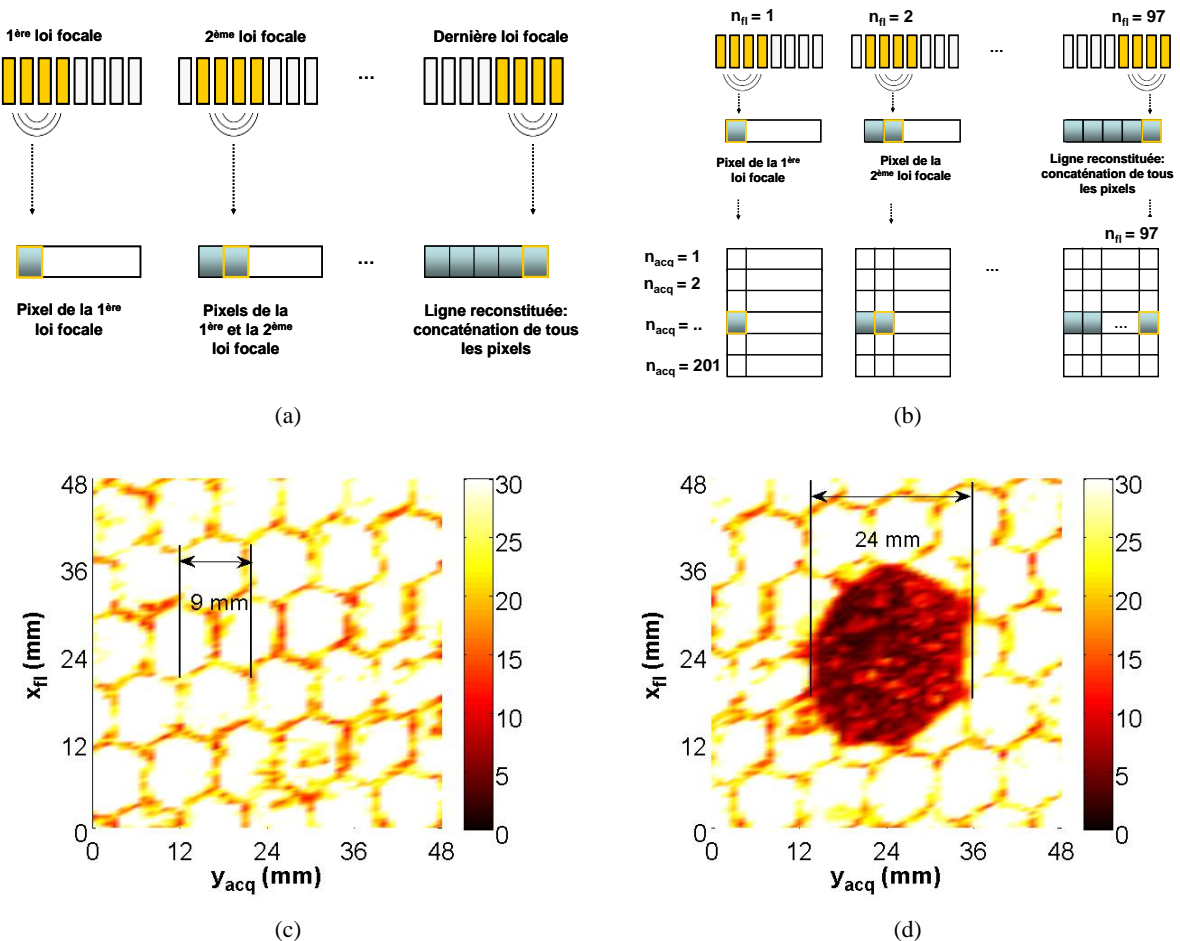 1ère loi focale
2ème loi focale
Dernière loi focale
...
Pixel de la 1ère
loi focale
Pixels de la
1ère et la 2ème
loi focale
...
Ligne reconstituée:
concaténation de tous
les pixels
(a)
nfl = 1
nfl = 2
nfl = 97
...
Pixel de la 1ère
loi focale
Pixel de la
2ème loi focale
Ligne reconstituée:
concaténation de tous
les pixels
nfl = 97
nacq = 1
nacq = 2
nacq = ..
nacq = 201
...
...
(b)
48
36
24
12
0
xfl (mm)
9 mm
0 12 24 36 48
yacq (mm)
30
25
20
15
10
5
0
(c)
48
36
24
12
0
xfl (mm)
24 mm
0 12 24 36 48
yacq (mm)
30
25
20
15
10
5
0
(d)